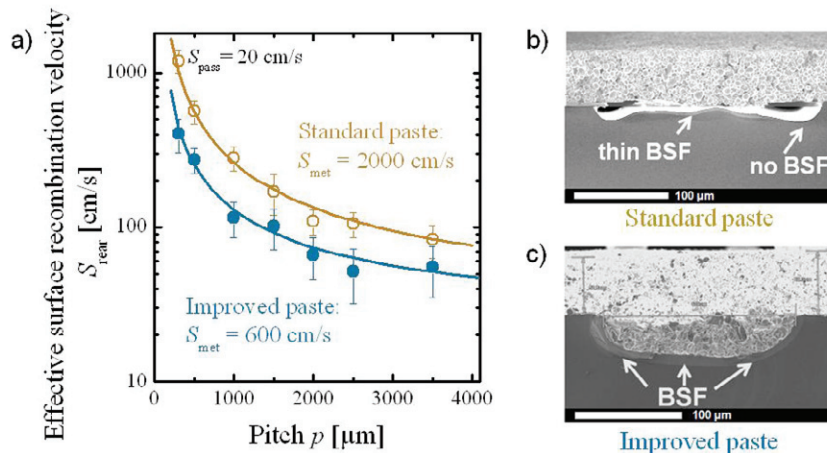 a)
Effective surface recombination velocity
S_rear [cm/s]
1000
100
10
S_pass = 20 cm/s
Standard paste:
S_met = 2000 cm/s
Improved paste:
S_met = 600 cm/s
0 1000 2000 3000 4000
Pitch p [µm]
b)
thin BSF
no BSF
100 µm
Standard paste
c)
BSF
100 µm
Improved paste